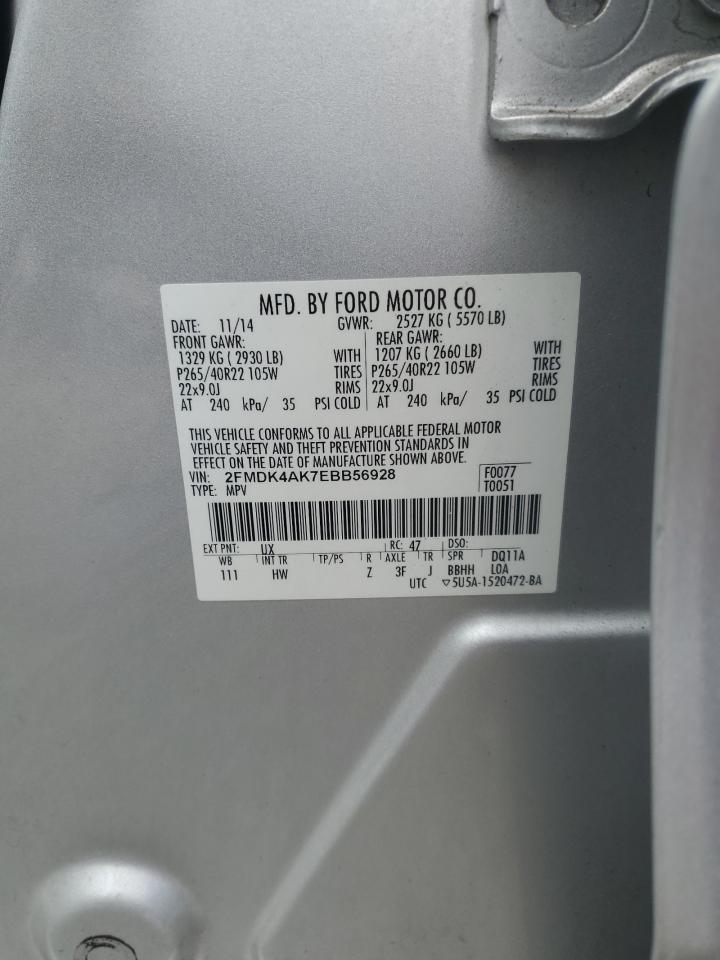 MFD. BY FORD MOTOR CO.
DATE: 11/14 GVWR: 2527 KG ( 5570 LB)
FRONT GAWR: REAR GAWR:
1329 KG ( 2930 LB) WITH 1207 KG ( 2660 LB) WITH
P265/40R22 105W TIRES P265/40R22 105W TIRES
22x9.0J RIMS 22x9.0J RIMS
AT 240 kPa/ 35 PSI COLD AT 240 kPa/ 35 PSI COLD
THIS VEHICLE CONFORMS TO ALL APPLICABLE FEDERAL MOTOR
VEHICLE SAFETY AND THEFT PREVENTION STANDARDS IN
EFFECT ON THE DATE OF MANUFACTURE SHOWN ABOVE.
VIN: 2FMDK4AK7EBB56928 F0077
TYPE: MPV T0051
EXT PNT: UX RC: 47 DSO:
WB INT TR TP/PS R AXLE TR SPR DQ11A
111 HW Z 3F J BBHH LOA
UTC ▽5U5A-1520472-BA